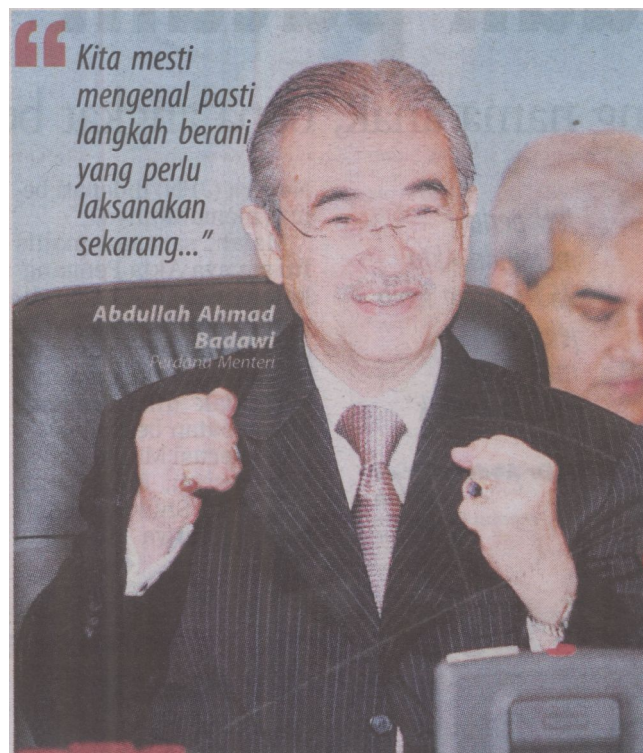 “ Kita mesti
mengenal pasti
langkah berani
yang perlu
laksanakan
sekarang...”
Abdullah Ahmad
Badawi
Perdana Menteri